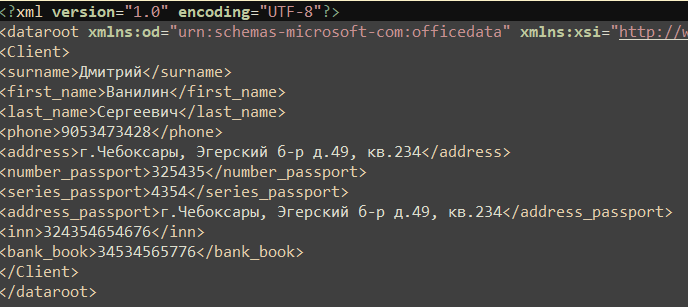 <?xml version="1.0" encoding="UTF-8"?>
<dataroot xmlns:od="urn:schemas-microsoft-com:officedata" xmlns:xsi="http://w
<Client>
<surname>Дмитрий</surname>
<first_name>Ванилин</first_name>
<last_name>Сергеевич</last_name>
<phone>9053473428</phone>
<address>г.Чебоксары, Эгерский б-р д.49, кв.234</address>
<number_passport>325435</number_passport>
<series_passport>4354</series_passport>
<address_passport>г.Чебоксары, Эгерский б-р д.49, кв.234</address_passport>
<inn>324354654676</inn>
<bank_book>34534565776</bank_book>
</Client>
</dataroot>